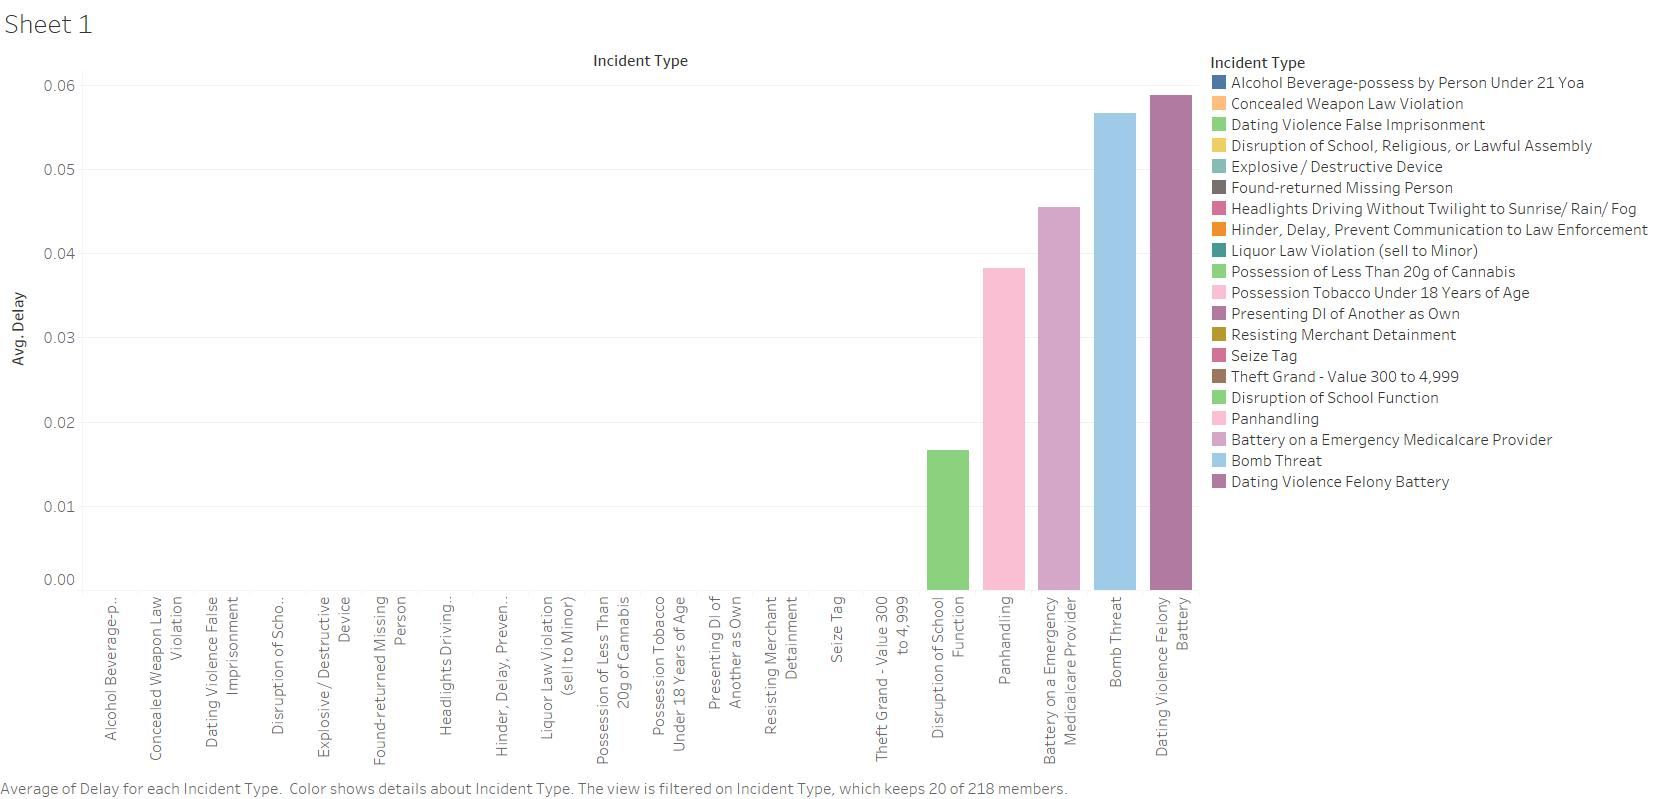 Sheet 1
Incident Type
Avg. Delay
0.06
0.05
0.04
0.03
0.02
0.01
0.00
Alcohol Beverage-p..
Concealed Weapon Law
Violation
Dating Violence False
Imprisonment
Disruption of Scho..
Explosive / Destructive
Device
Found-returned Missing
Person
Headlights Driving..
Hinder, Delay, Preven..
Liquor Law Violation
(sell to Minor)
Possession of Less Than
20g of Cannabis
Possession Tobacco
Under 18 Years of Age
Presenting DI of
Another as Own
Resisting Merchant
Detainment
Seize Tag
Theft Grand - Value 300
to 4,999
Disruption of School
Function
Panhandling
Battery on a Emergency
Medicalcare Provider
Bomb Threat
Dating Violence Felony
Battery
Incident Type
Alcohol Beverage-possess by Person Under 21 Yoa
Concealed Weapon Law Violation
Dating Violence False Imprisonment
Disruption of School, Religious, or Lawful Assembly
Explosive / Destructive Device
Found-returned Missing Person
Headlights Driving Without Twilight to Sunrise/ Rain/ Fog
Hinder, Delay, Prevent Communication to Law Enforcement
Liquor Law Violation (sell to Minor)
Possession of Less Than 20g of Cannabis
Possession Tobacco Under 18 Years of Age
Presenting DI of Another as Own
Resisting Merchant Detainment
Seize Tag
Theft Grand - Value 300 to 4,999
Disruption of School Function
Panhandling
Battery on a Emergency Medicalcare Provider
Bomb Threat
Dating Violence Felony Battery
Average of Delay for each Incident Type. Color shows details about Incident Type. The view is filtered on Incident Type, which keeps 20 of 218 members.